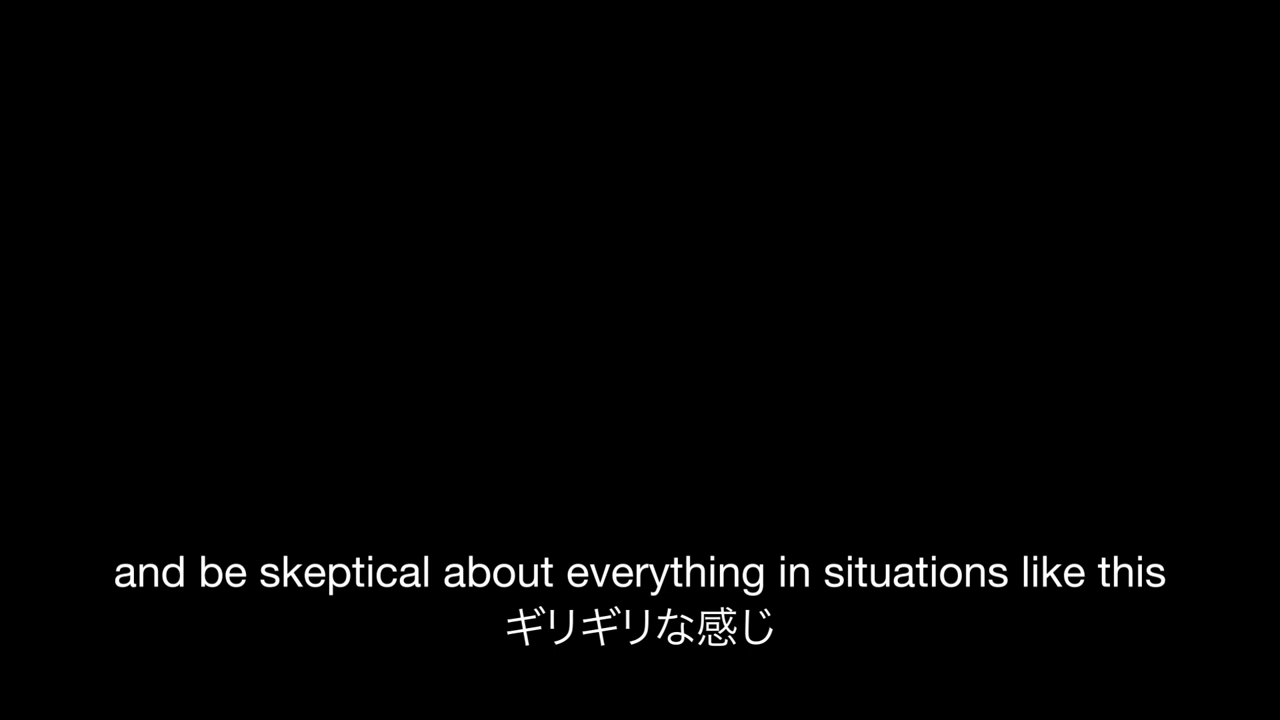 and be skeptical about everything in situations like this
ギリギリな感じ